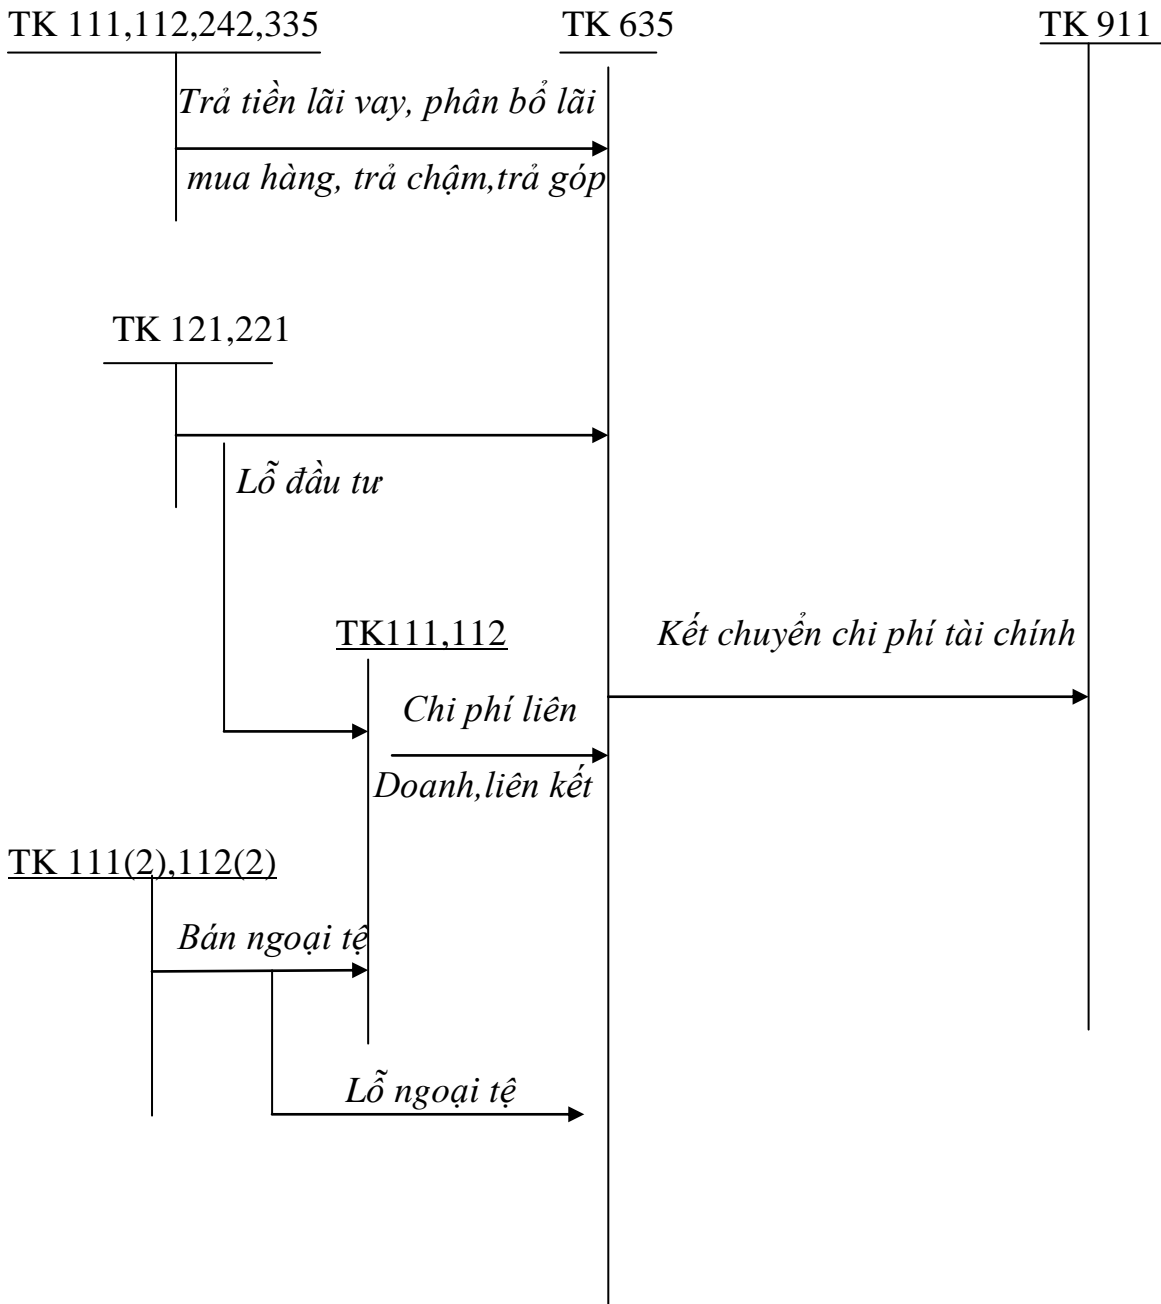 TK 111,112,242,335
TK 635
TK 911
Trả tiền lãi vay, phân bổ lãi
mua hàng, trả chậm,trả góp
TK 121,221
Lỗ đầu tư
TK111,112
Kết chuyển chi phí tài chính
Chi phí liên
Doanh,liên kết
TK 111(2),112(2)
Bán ngoại tệ
Lỗ ngoại tệ